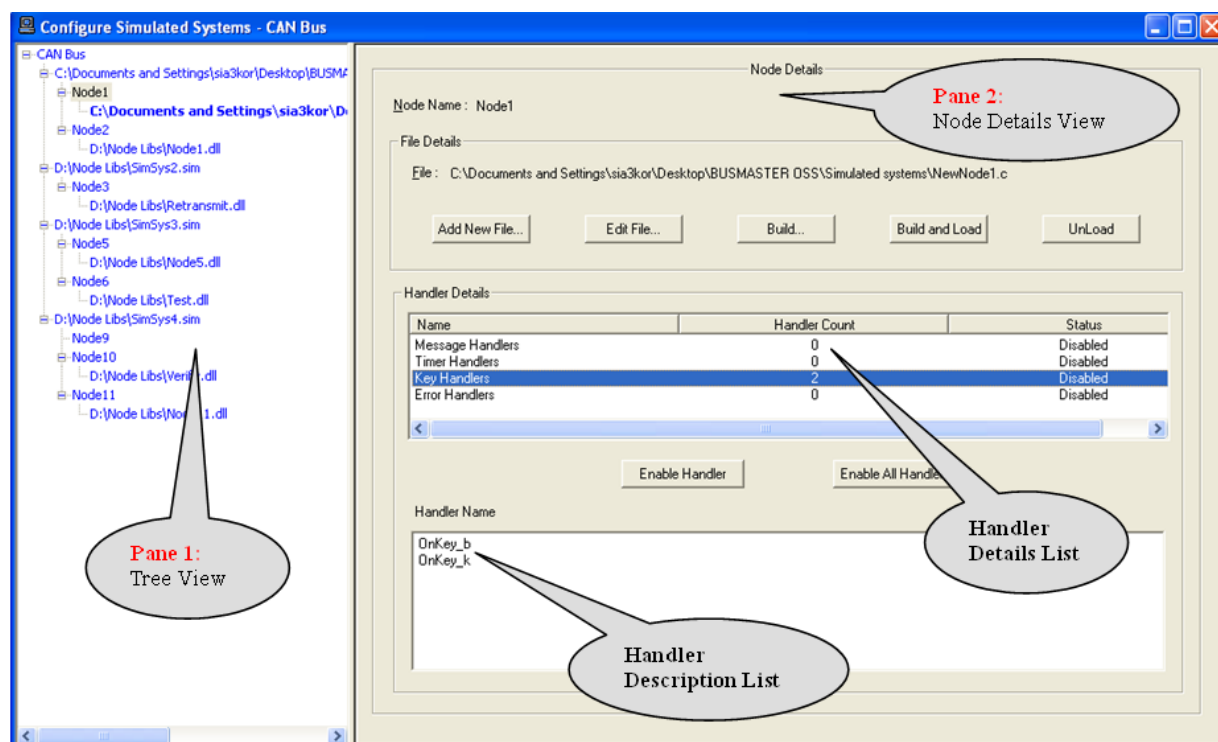 Configure Simulated Systems - CAN Bus
CAN Bus
C:\Documents and Settings\sia3kor\Desktop\BUSMA
Node1
C:\Documents and Settings\sia3kor\D
Node2
D:\Node Libs\Node1.dll
D:\Node Libs\SimSys2.sim
Node3
D:\Node Libs\Retransmit.dll
D:\Node Libs\SimSys3.sim
Node5
D:\Node Libs\Node5.dll
Node6
D:\Node Libs\Test.dll
D:\Node Libs\SimSys4.sim
Node9
Node10
D:\Node Libs\Verify.dll
Node11
D:\Node Libs\Node11.dll
Pane 1:
Tree View
Node Details
Pane 2:
Node Details View
Node Name : Node1
File Details
File : C:\Documents and Settings\sia3kor\Desktop\BUSMASTER OSS\Simulated systems\NewNode1.c
Add New File... Edit File... Build... Build and Load UnLoad
Handler Details
Name Handler Count Status
Message Handlers 0 Disabled
Timer Handlers 0 Disabled
Key Handlers 2 Disabled
Error Handlers 0 Disabled
Enable Handler Enable All Handle
Handler Name
OnKey_b
OnKey_k
Handler
Details List
Handler
Description List